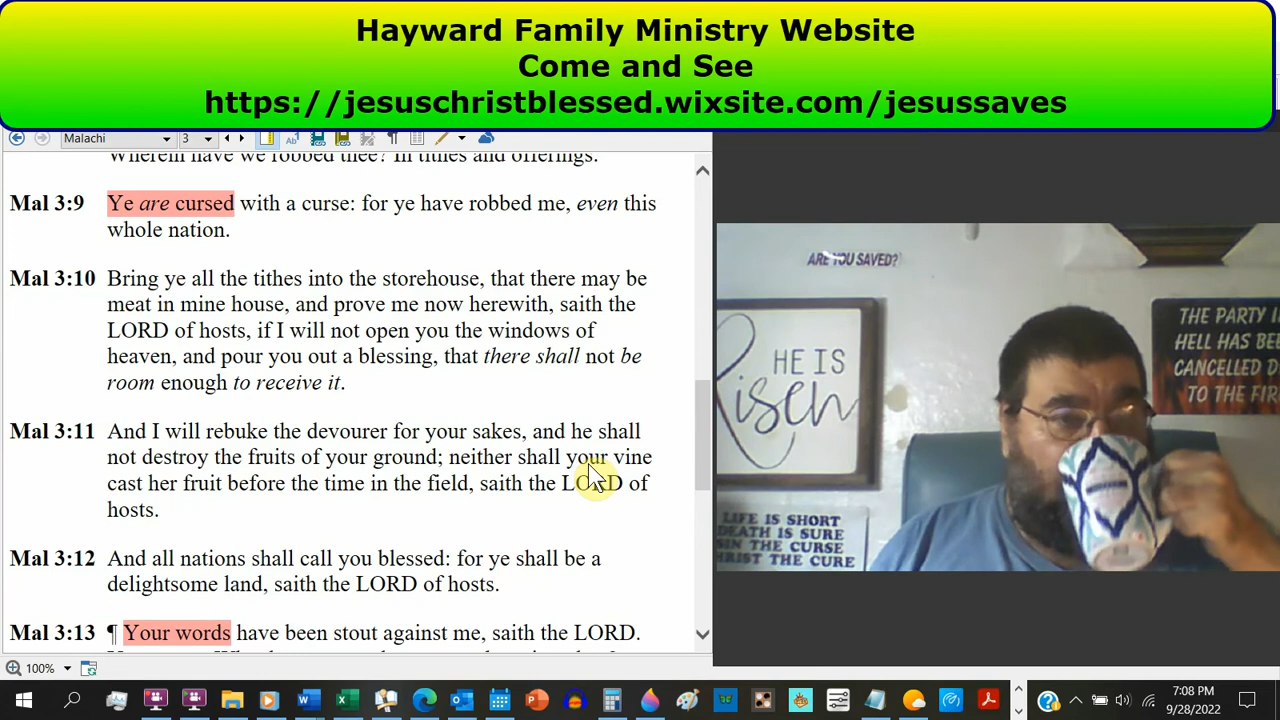 Hayward Family Ministry Website
Come and See
https://jesuschristblessed.wixsite.com/jesussaves
Malachi 3
Wherein have we robbed thee? In tithes and offerings.
Mal 3:9 Ye are cursed with a curse: for ye have robbed me, even this
whole nation.
Mal 3:10 Bring ye all the tithes into the storehouse, that there may be
meat in mine house, and prove me now herewith, saith the
LORD of hosts, if I will not open you the windows of
heaven, and pour you out a blessing, that there shall not be
room enough to receive it.
Mal 3:11 And I will rebuke the devourer for your sakes, and he shall
not destroy the fruits of your ground; neither shall your vine
cast her fruit before the time in the field, saith the LORD of
hosts.
Mal 3:12 And all nations shall call you blessed: for ye shall be a
delightsome land, saith the LORD of hosts.
Mal 3:13 ¶ Your words have been stout against me, saith the LORD.
100%
ARE YOU SAVED?
HE IS
Risen
THE PARTY I
HELL HAS BEE
CANCELLED D
TO THE FIR
LIFE IS SHORT
DEATH IS SURE
SIN THE CURSE
HRIST THE CURE
7:08 PM
9/28/2022